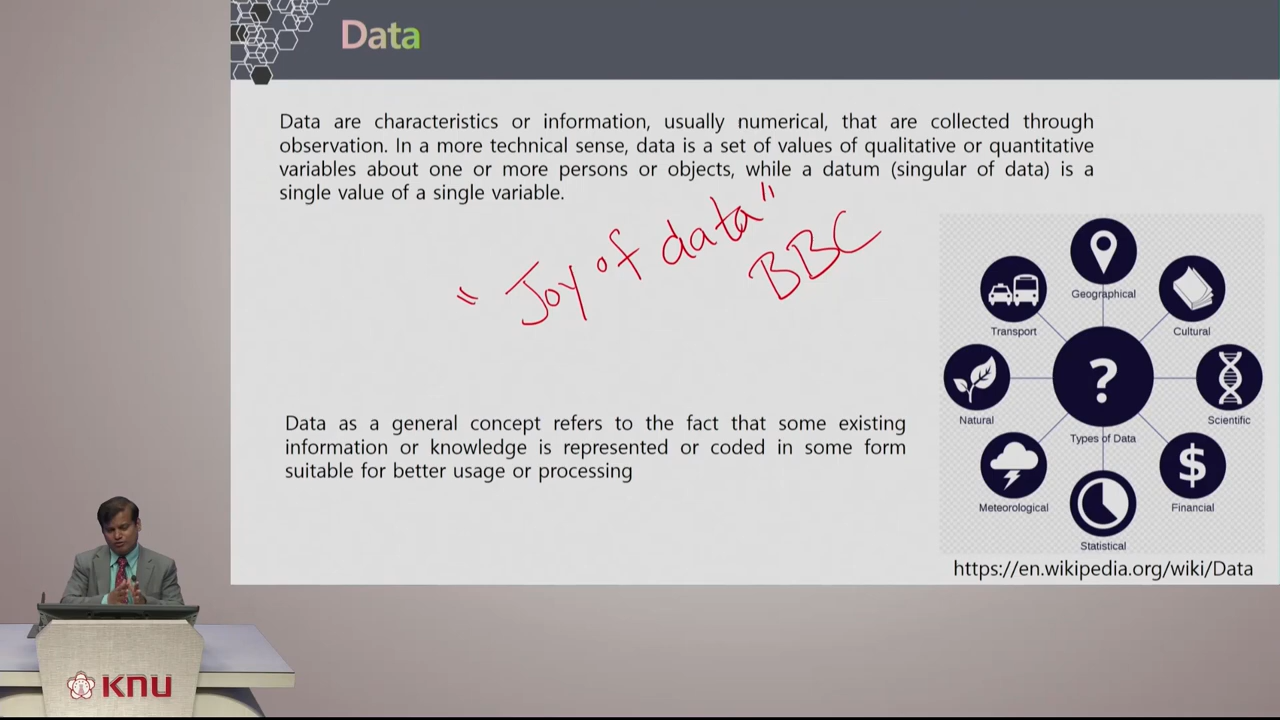 Data
Data are characteristics or information, usually numerical, that are collected through
observation. In a more technical sense, data is a set of values of qualitative or quantitative
variables about one or more persons or objects, while a datum (singular of data) is a
single value of a single variable.
"Joy of data"
BBC
Data as a general concept refers to the fact that some existing
information or knowledge is represented or coded in some form
suitable for better usage or processing
Geographical
Transport
Cultural
?
Natural
Scientific
Types of Data
Meteorological
$
Financial
Statistical
https://en.wikipedia.org/wiki/Data
KNU